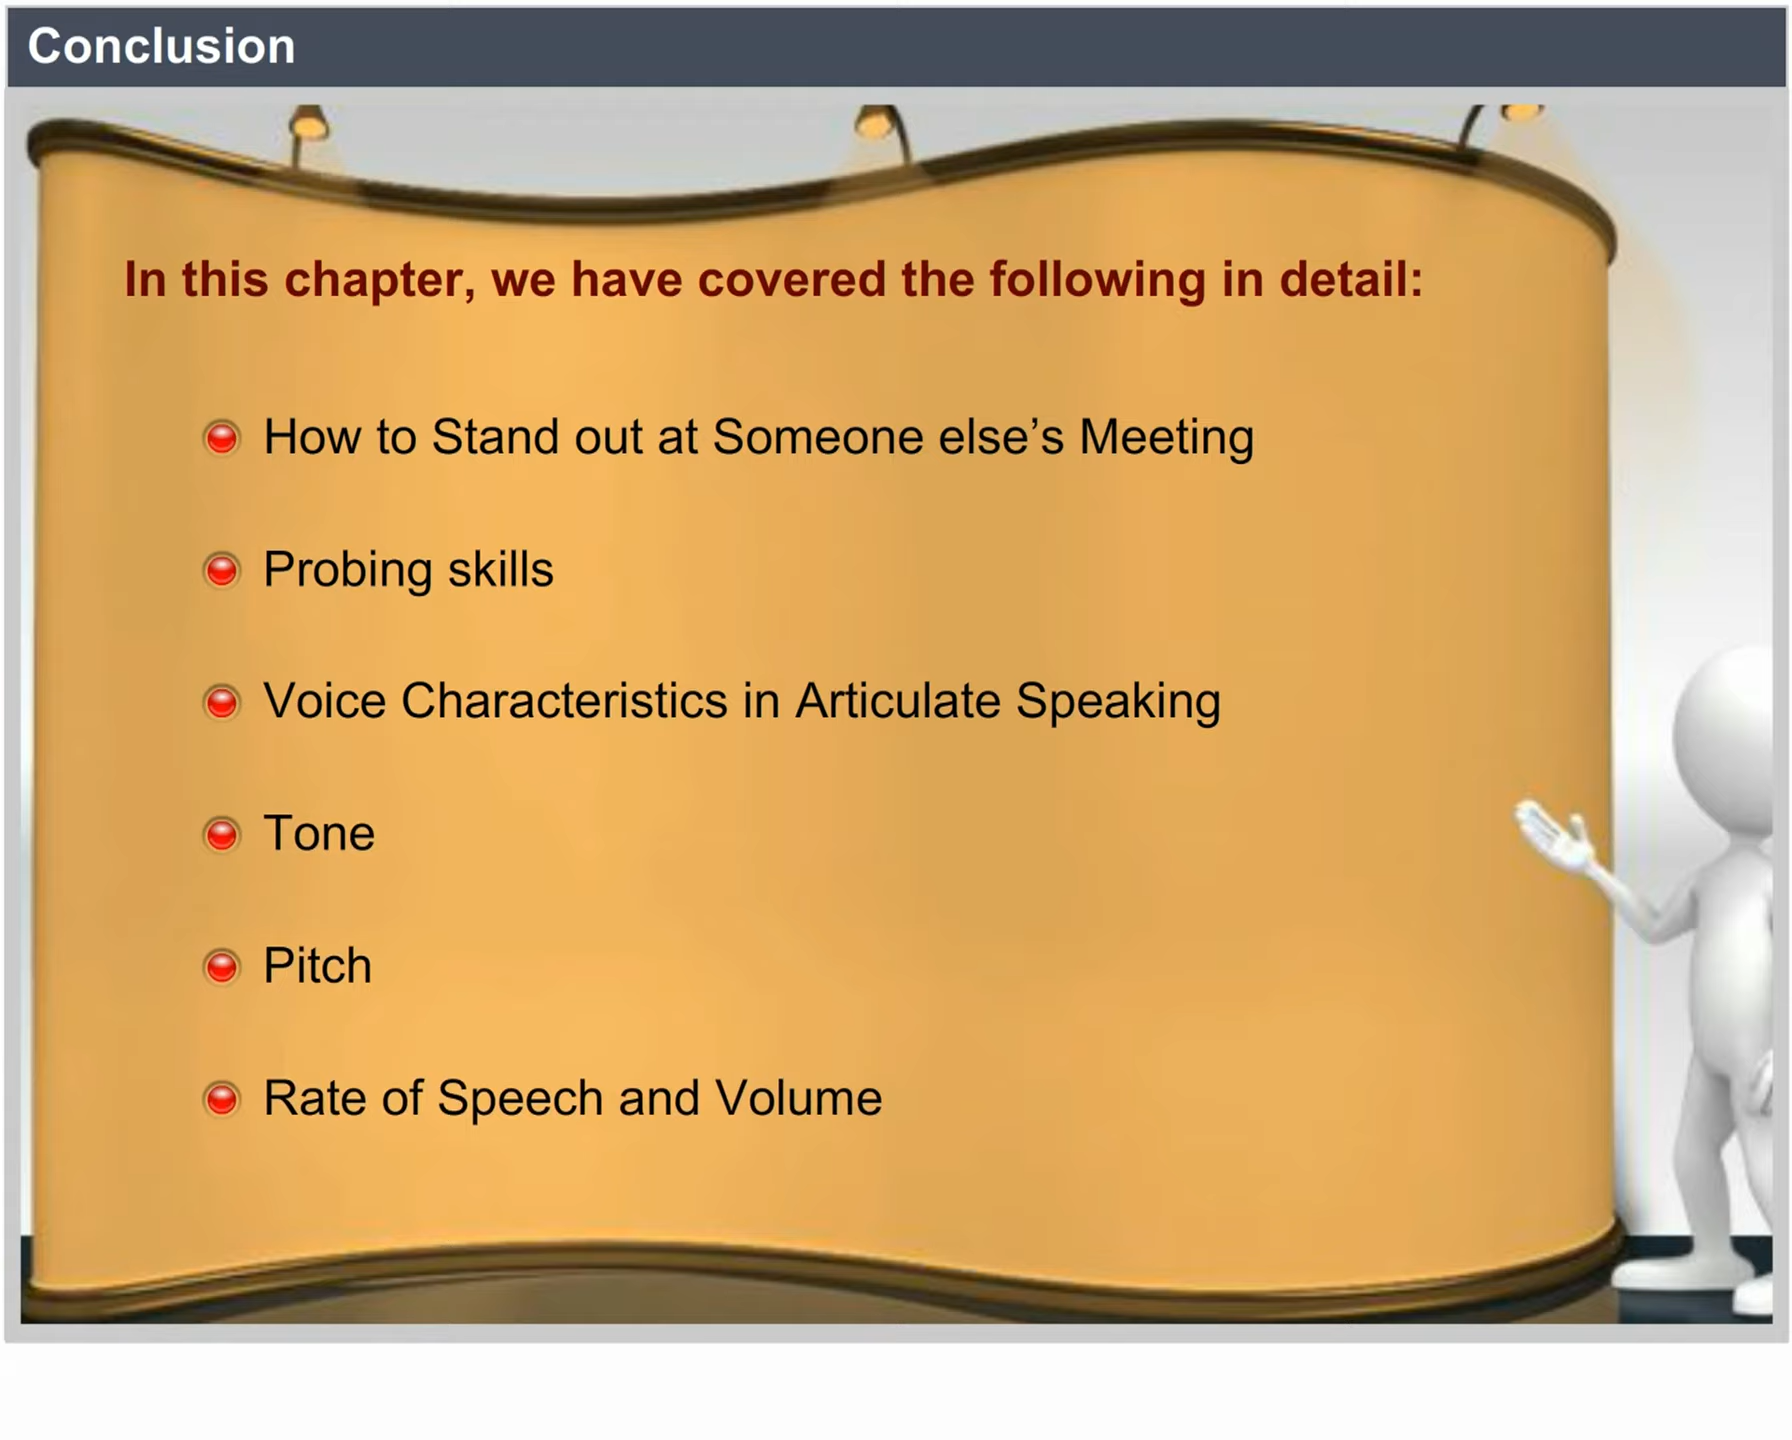 Conclusion
In this chapter, we have covered the following in detail:
How to Stand out at Someone else’s Meeting
Probing skills
Voice Characteristics in Articulate Speaking
Tone
Pitch
Rate of Speech and Volume